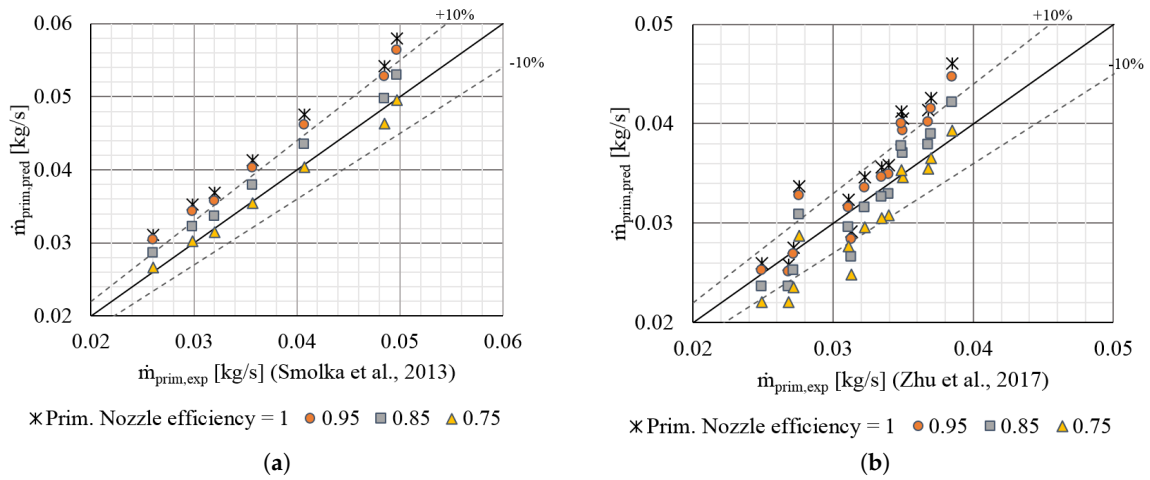 +10%
0.06
-10%
0.05
0.04
0.03
0.02
ṁprim,pred [kg/s]
0.02 0.03 0.04 0.05 0.06
ṁprim,exp [kg/s] (Smolka et al., 2013)
Prim. Nozzle efficiency = 1 0.95 0.85 0.75
(a)
+10%
0.05
-10%
0.04
0.03
0.02
ṁprim,pred [kg/s]
0.02 0.03 0.04 0.05
ṁprim,exp [kg/s] (Zhu et al., 2017)
Prim. Nozzle efficiency = 1 0.95 0.85 0.75
(b)